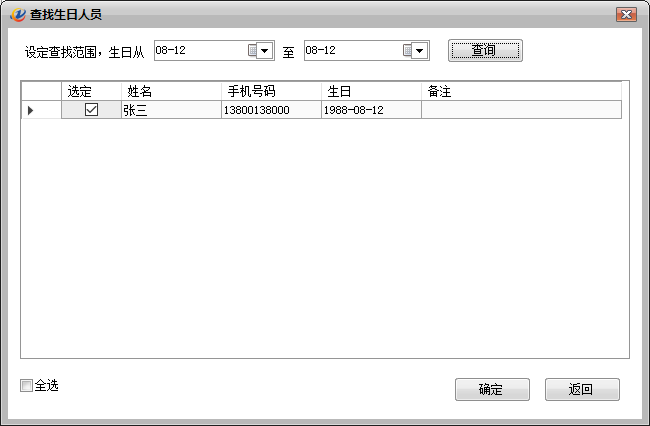 查找生日人员
设定查找范围，生日从 08-12 至 08-12 查询
选定 姓名 手机号码 生日 备注
张三 13800138000 1988-08-12
全选 确定 返回